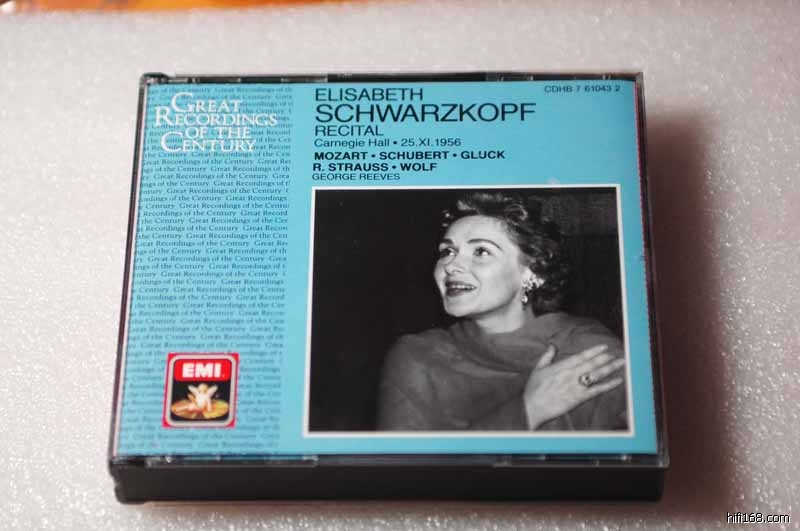 GREAT
RECORDINGS
OF THE
CENTURY
ELISABETH
SCHWARZKOPF
RECITAL
Carnegie Hall • 25.XI.1956
MOZART • SCHUBERT • GLUCK
R. STRAUSS • WOLF
GEORGE REEVES
CDHB 7 61043 2
EMI
hifi168.com